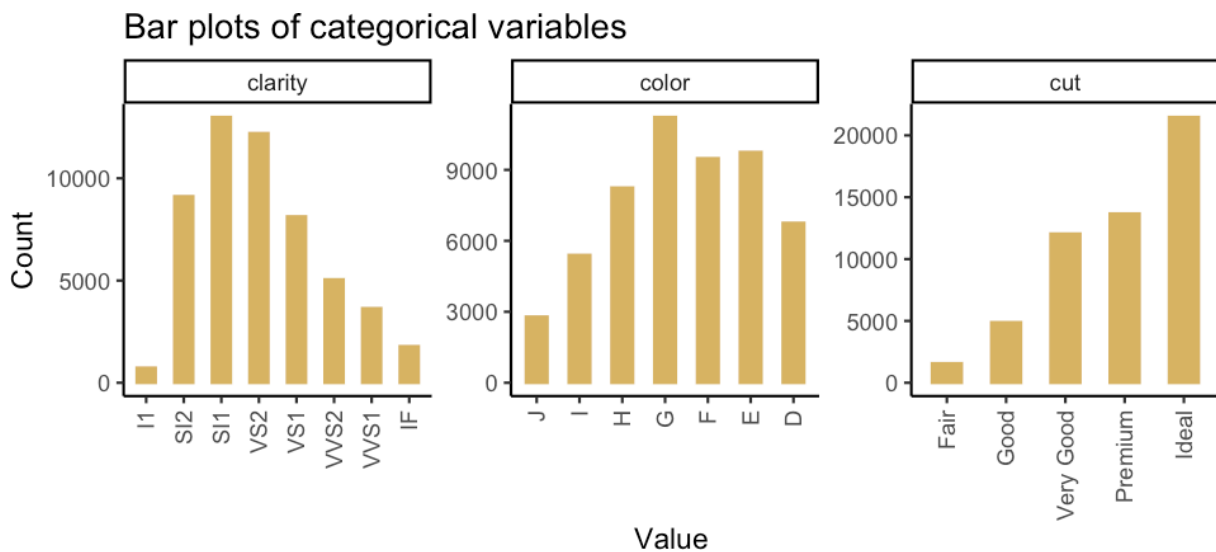 Bar plots of categorical variables
clarity
color
cut
Count
10000
5000
0
I1
SI2
SI1
VS2
VS1
VVS2
VVS1
IF
9000
6000
3000
0
J
I
H
G
F
E
D
20000
15000
10000
5000
0
Fair
Good
Very Good
Premium
Ideal
Value